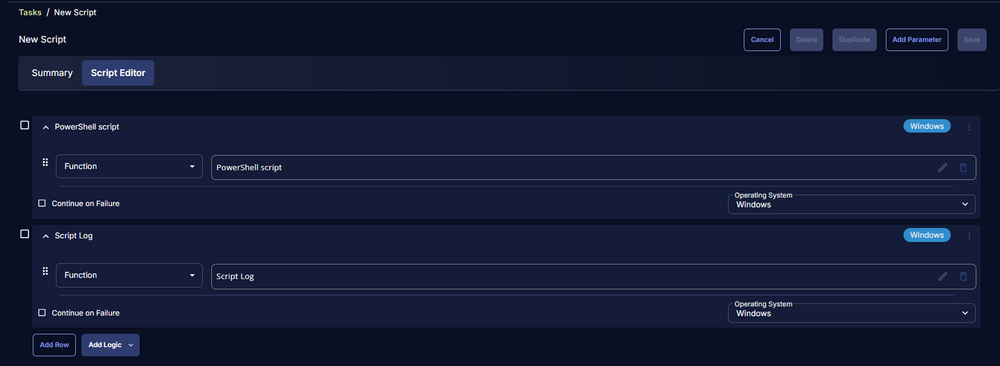 Tasks / New Script
New Script
Cancel
Delete
Duplicate
Add Parameter
Save
Summary
Script Editor
PowerShell script
Windows
Function
PowerShell script
Continue on Failure
Operating System
Windows
Script Log
Windows
Function
Script Log
Continue on Failure
Operating System
Windows
Add Row
Add Logic